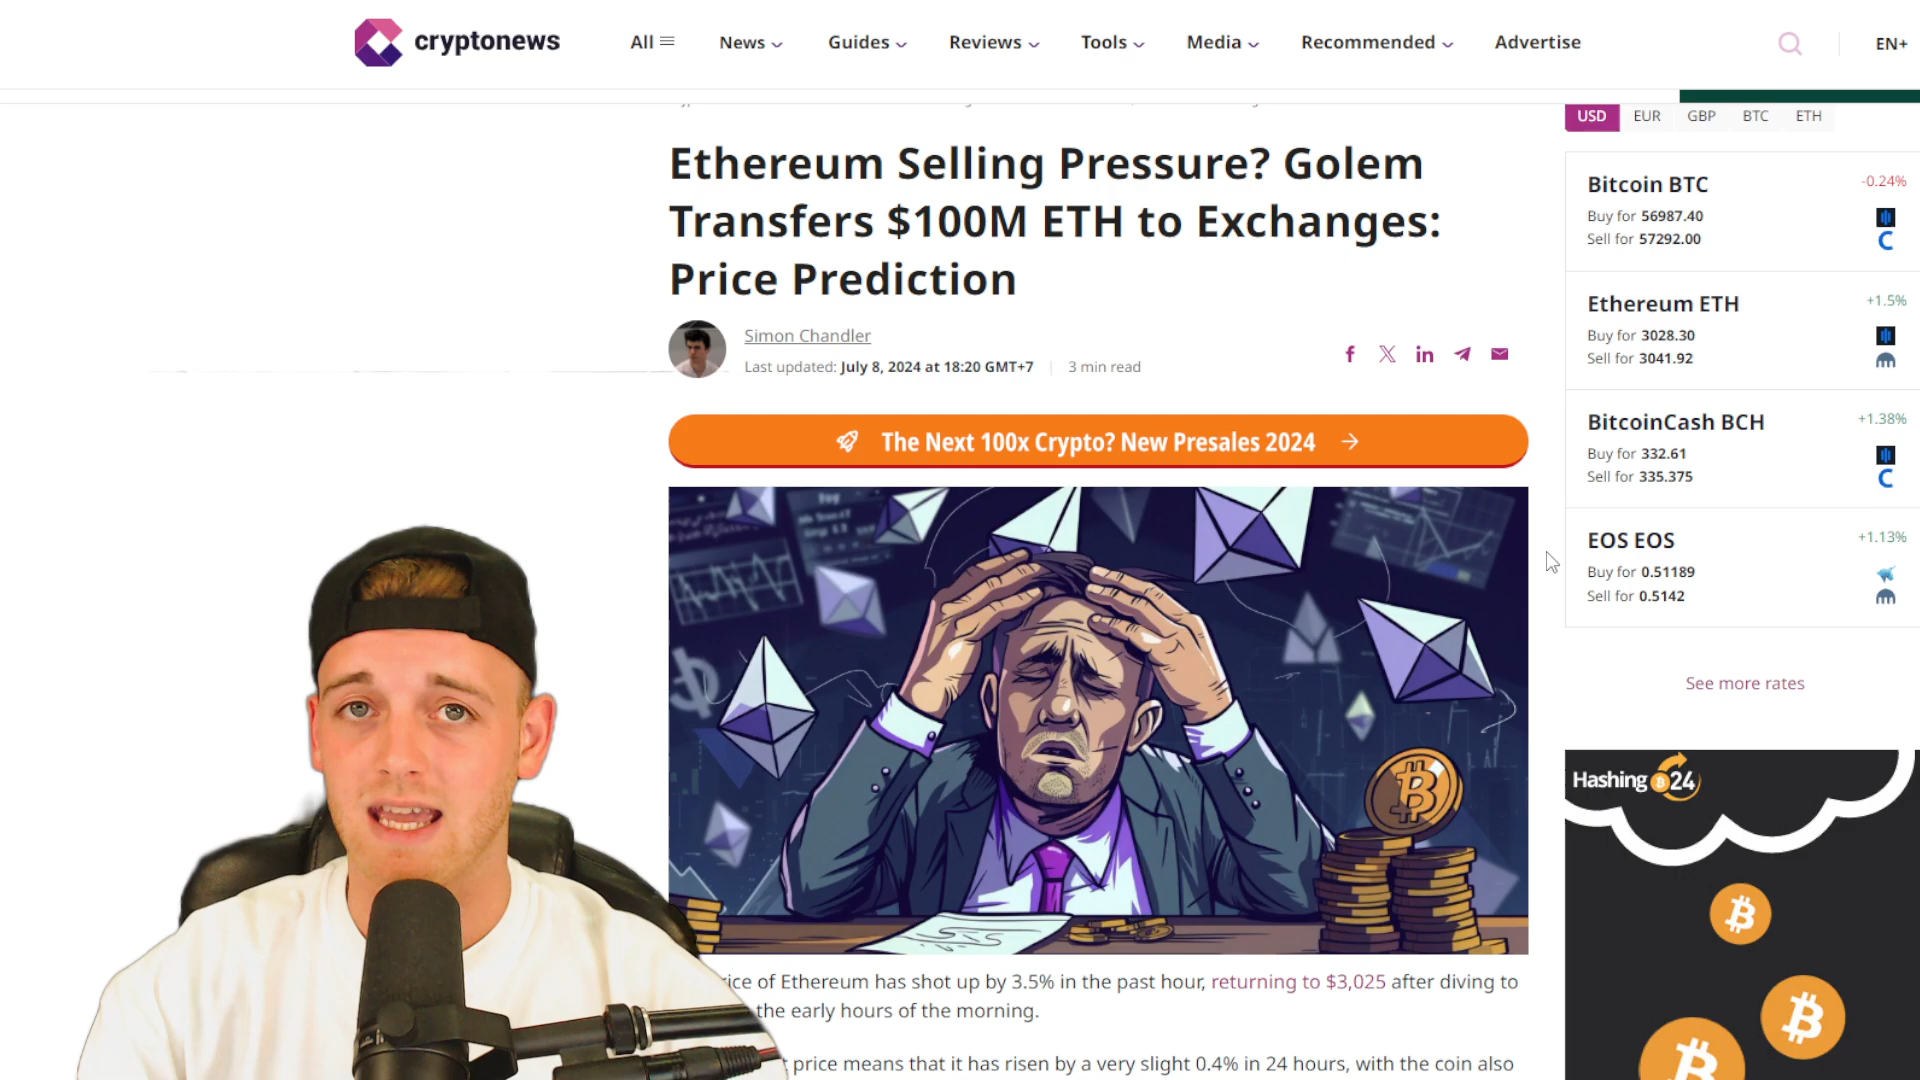 cryptonews
All
News
Guides
Reviews
Tools
Media
Recommended
Advertise
EN+
Ethereum Selling Pressure? Golem
Transfers $100M ETH to Exchanges:
Price Prediction
Simon Chandler
Last updated: July 8, 2024 at 18:20 GMT+7
3 min read
The Next 100x Crypto? New Presales 2024
ice of Ethereum has shot up by 3.5% in the past hour, returning to $3,025 after diving to
the early hours of the morning.
price means that it has risen by a very slight 0.4% in 24 hours, with the coin also
USD EUR GBP BTC ETH
Bitcoin BTC -0.24%
Buy for 56987.40
Sell for 57292.00
Ethereum ETH +1.5%
Buy for 3028.30
Sell for 3041.92
BitcoinCash BCH +1.38%
Buy for 332.61
Sell for 335.375
EOS EOS +1.13%
Buy for 0.51189
Sell for 0.5142
See more rates
Hashing 24